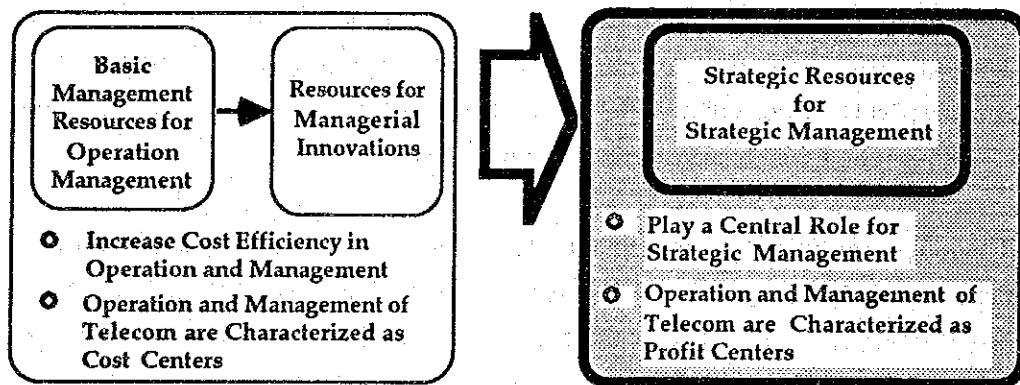 Basic
Management
Resources for
Operation
Management
Resources for
Managerial
Innovations
Increase Cost Efficiency in
Operation and Management
Operation and Management of
Telecom are Characterized as
Cost Centers
Strategic Resources
for
Strategic Management
Play a Central Role for
Strategic Management
Operation and Management of
Telecom are Characterized as
Profit Centers